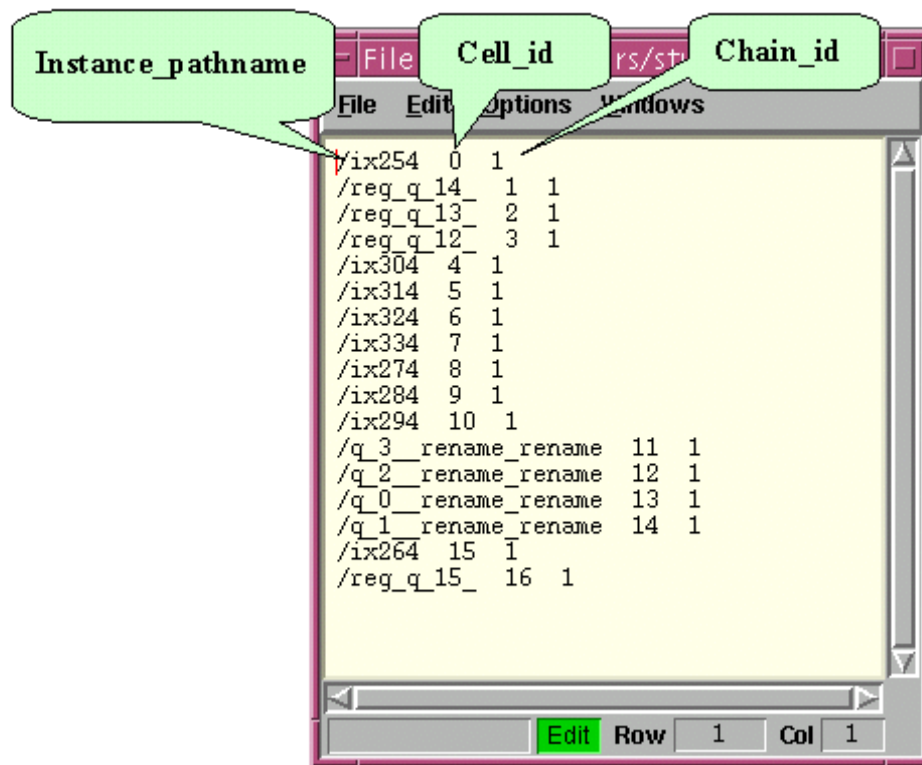 Instance_pathname
Cell_id
Chain_id
File rs/st
File Edit Options Windows
/ix254 0 1
/reg_q_14_ 1 1
/reg_q_13_ 2 1
/reg_q_12_ 3 1
/ix304 4 1
/ix314 5 1
/ix324 6 1
/ix334 7 1
/ix274 8 1
/ix284 9 1
/ix294 10 1
/q_3__rename_rename 11 1
/q_2__rename_rename 12 1
/q_0__rename_rename 13 1
/q_1__rename_rename 14 1
/ix264 15 1
/reg_q_15_ 16 1
Edit Row 1 Col 1